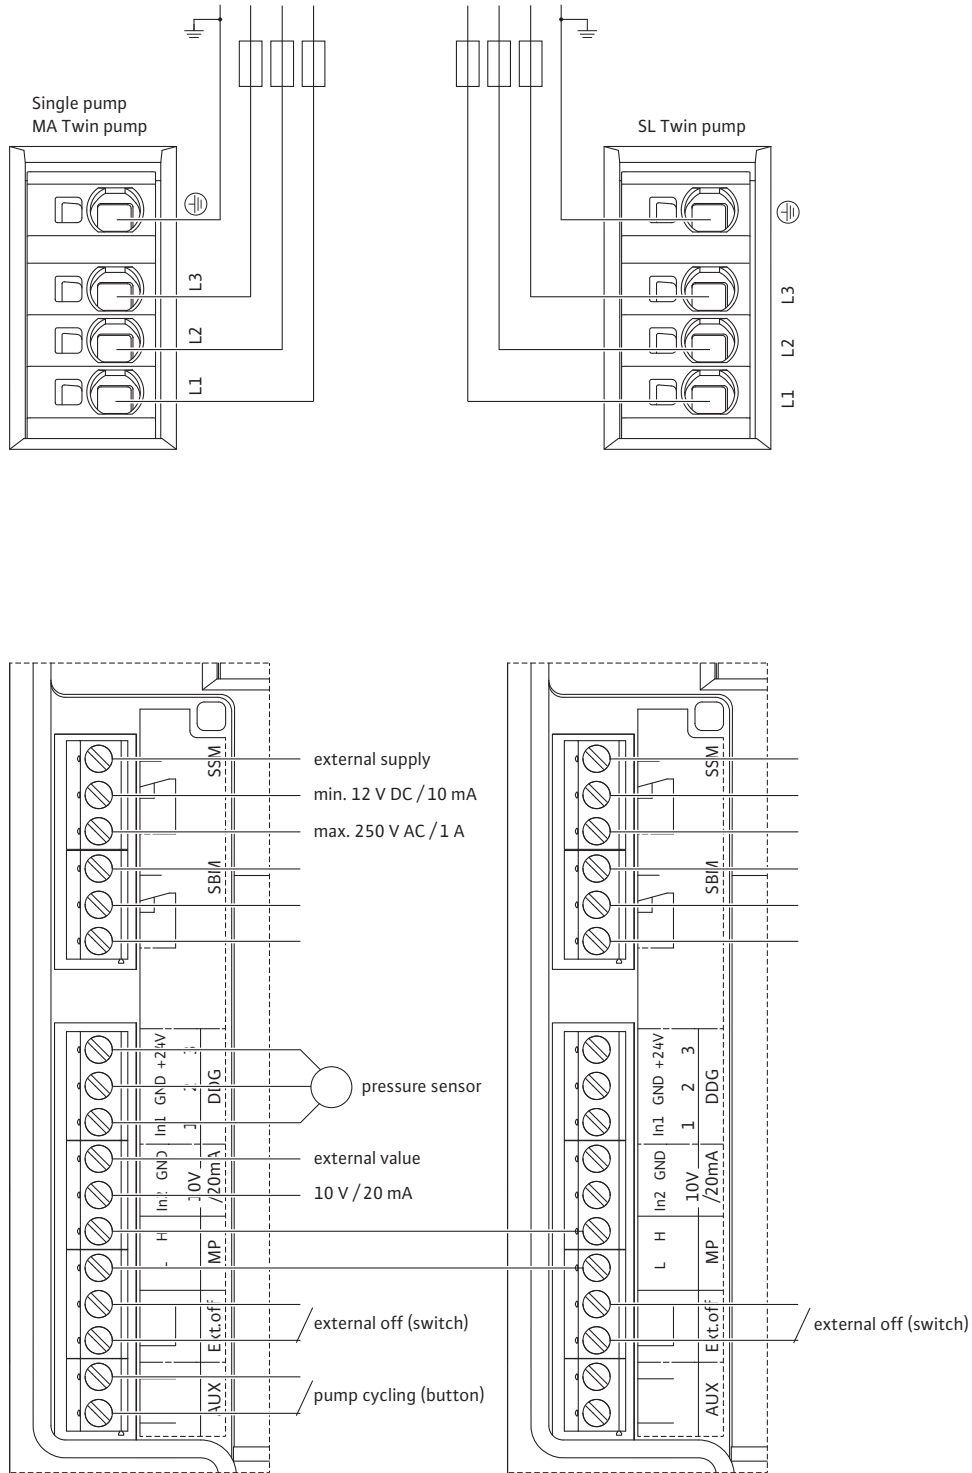 Single pump
MA Twin pump
SL Twin pump
L3
L2
L1
L3
L2
L1
SSM
external supply
min. 12 V DC / 10 mA
max. 250 V AC / 1 A
SBM
SSM
SBM
In1 GND +24V
1 2 3
DDG
pressure sensor
In2 GND
10V
/20mA
external value
10 V / 20 mA
H
MP
Ext.off
external off (switch)
AUX
pump cycling (button)
In1 GND +24V
1 2 3
DDG
In2 GND
10V
/20mA
L H
MP
Ext.off
external off (switch)
AUX